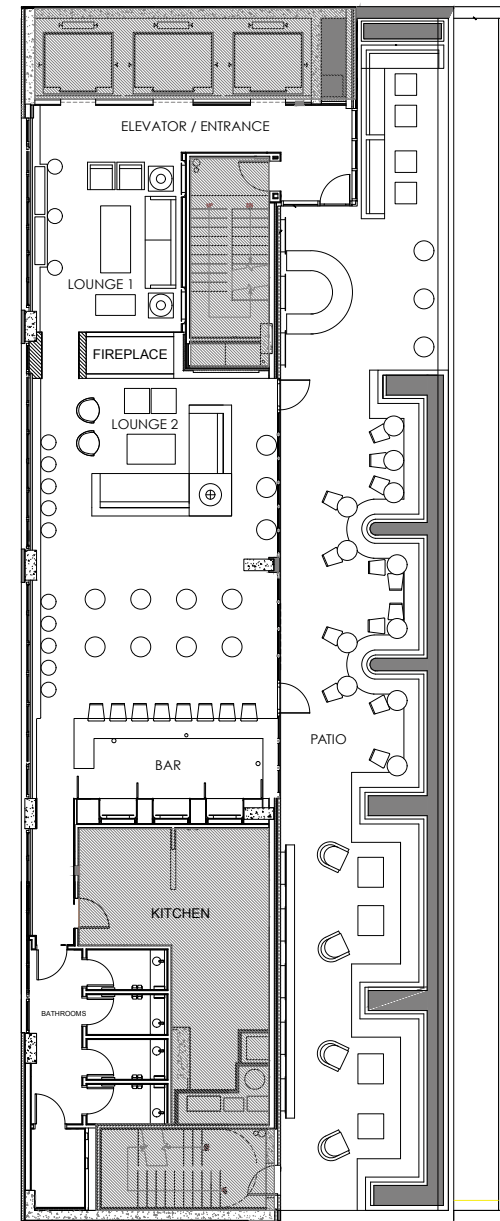 ELEVATOR / ENTRANCE
LOUNGE 1
FIREPLACE
LOUNGE 2
PATIO
BAR
KITCHEN
BATHROOMS